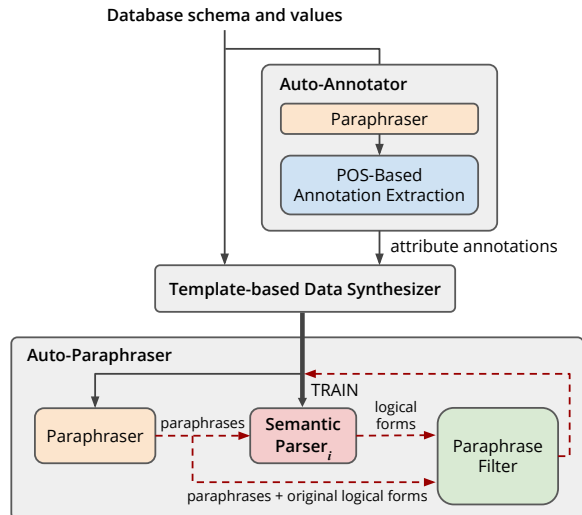 Database schema and values
Auto-Annotator
Paraphraser
POS-Based
Annotation Extraction
attribute annotations
Template-based Data Synthesizer
Auto-Paraphraser
TRAIN
Paraphraser
paraphrases
Semantic
Parser_i
logical
forms
Paraphrase
Filter
paraphrases + original logical forms